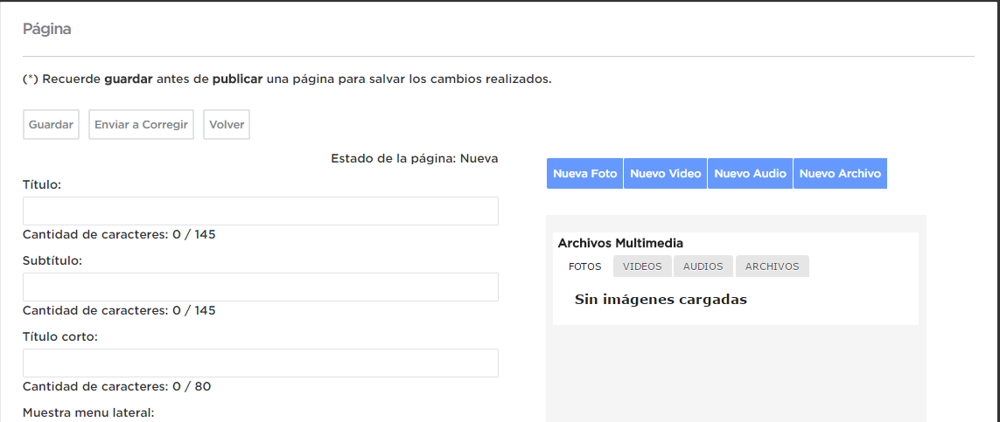 Página
(*) Recuerde guardar antes de publicar una página para salvar los cambios realizados.
Guardar
Enviar a Corregir
Volver
Estado de la página: Nueva
Título:
Cantidad de caracteres: 0 / 145
Subtítulo:
Cantidad de caracteres: 0 / 145
Título corto:
Cantidad de caracteres: 0 / 80
Muestra menu lateral:
Nueva Foto
Nuevo Video
Nuevo Audio
Nuevo Archivo
Archivos Multimedia
FOTOS
VIDEOS
AUDIOS
ARCHIVOS
Sin imágenes cargadas